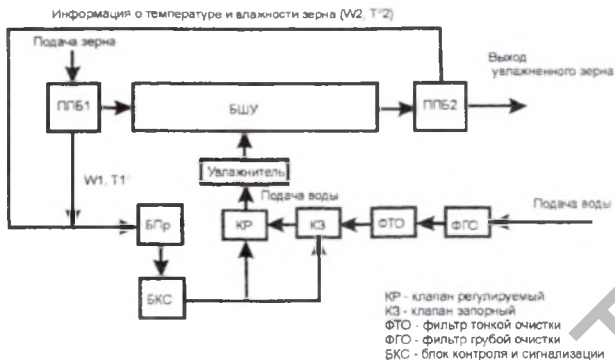 Информация о температуре и влажности зерна (W2, T°2)
Подача зерна
Выход
увлажненного зерна
ППБ1
БШУ
ППБ2
Увлажнитель
W1, T1°
Подача воды
Подача воды
БПр
КР
КЗ
ФТО
ФГО
БКС
КР - клапан регулируемый
КЗ - клапан запорный
ФТО - фильтр тонкой очистки
ФГО - фильтр грубой очистки
БКС - блок контроля и сигнализации